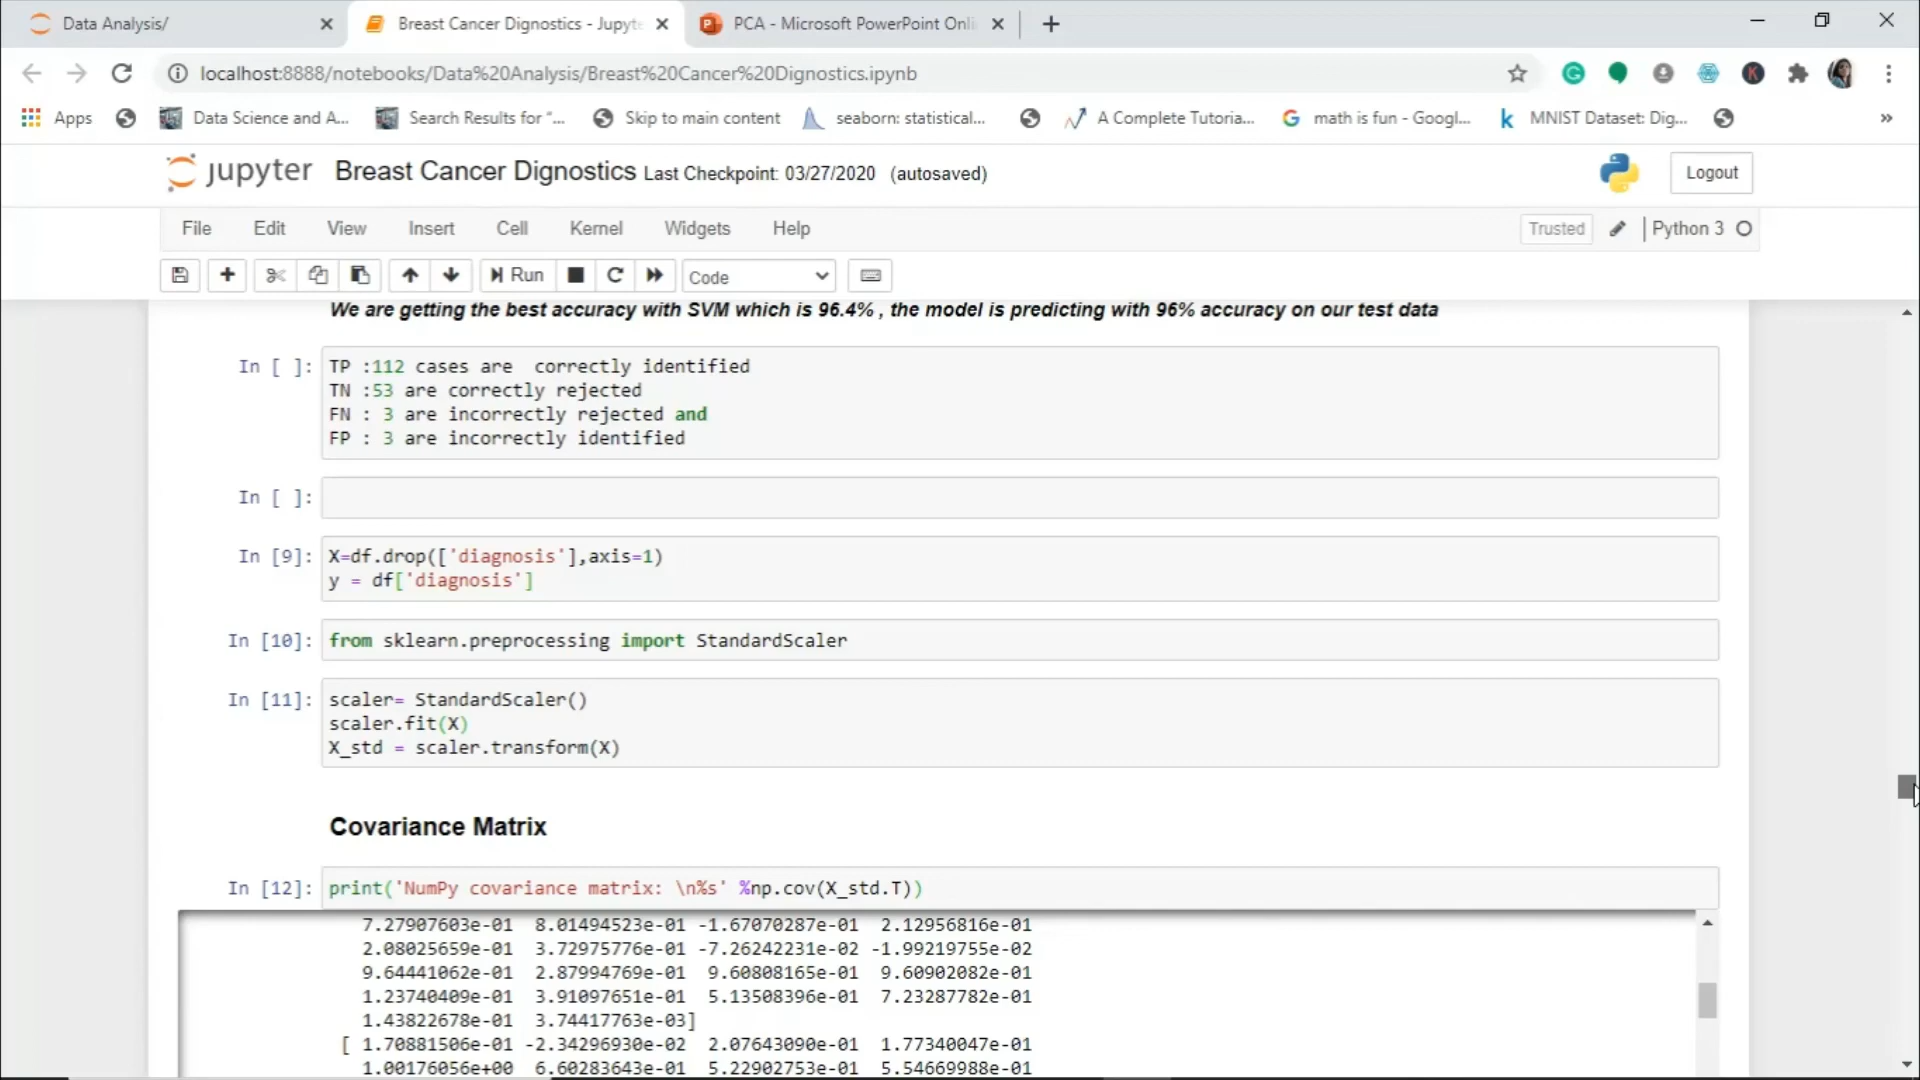 Data Analysis/
Breast Cancer Dignostics - Jupyte
PCA - Microsoft PowerPoint Onli
localhost:8888/notebooks/Data%20Analysis/Breast%20Cancer%20Dignostics.ipynb
Apps
Data Science and A...
Search Results for "...
Skip to main content
seaborn: statistical...
A Complete Tutoria...
math is fun - Googl...
MNIST Dataset: Dig...
»
jupyter Breast Cancer Dignostics Last Checkpoint: 03/27/2020 (autosaved)
Logout
File Edit View Insert Cell Kernel Widgets Help
Trusted
Python 3
Run
Code
We are getting the best accuracy with SVM which is 96.4% , the model is predicting with 96% accuracy on our test data
In [ ]: TP :112 cases are  correctly identified
TN :53 are correctly rejected
FN : 3 are incorrectly rejected and
FP : 3 are incorrectly identified
In [ ]:
In [9]: X=df.drop(['diagnosis'],axis=1)
y = df['diagnosis']
In [10]: from sklearn.preprocessing import StandardScaler
In [11]: scaler= StandardScaler()
scaler.fit(X)
X_std = scaler.transform(X)
Covariance Matrix
In [12]: print('NumPy covariance matrix: \n%s' %np.cov(X_std.T))
7.27907603e-01  8.01494523e-01 -1.67070287e-01  2.12956816e-01
2.08025659e-01  3.72975776e-01 -7.26242231e-02 -1.99219755e-02
9.64441062e-01  2.87994769e-01  9.60808165e-01  9.60902082e-01
1.23740409e-01  3.91097651e-01  5.13508396e-01  7.23287782e-01
1.43822678e-01  3.74417763e-03]
[ 1.70881506e-01 -2.34296930e-02  2.07643090e-01  1.77340047e-01
1.00176056e+00  6.60283643e-01  5.22902753e-01  5.54669988e-01